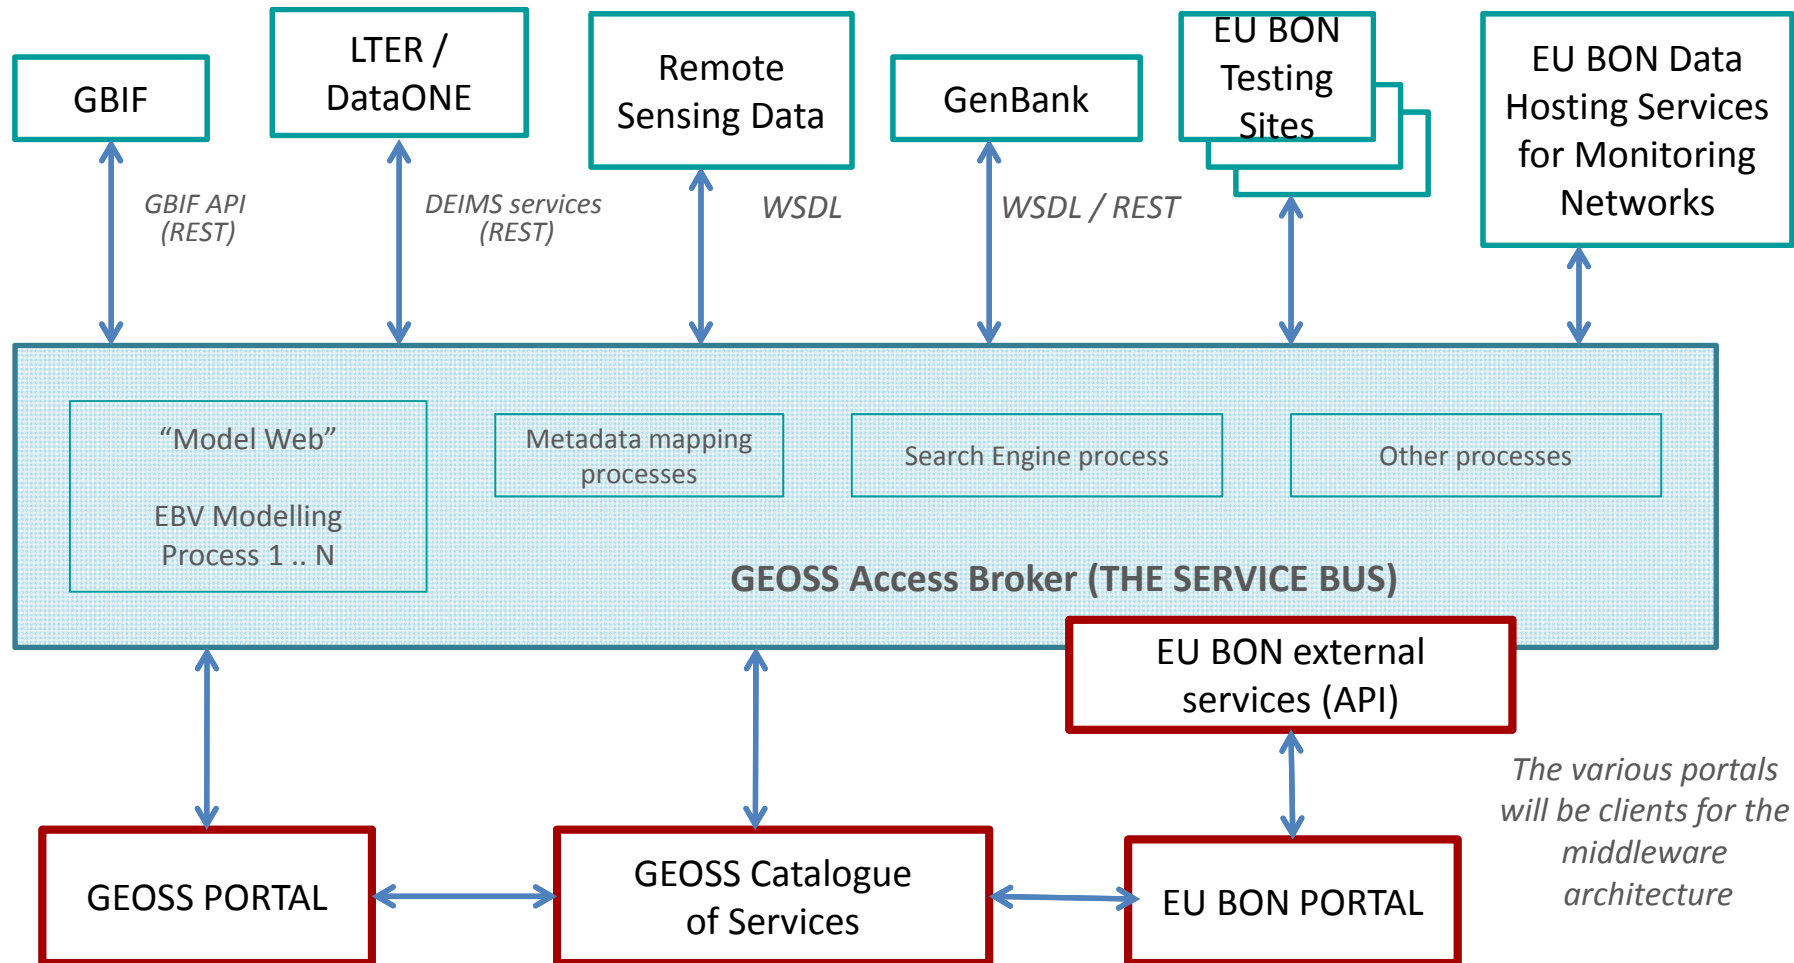 GBIF
LTER /
DataONE
Remote
Sensing Data
GenBank
EU BON
Testing
Sites
EU BON Data
Hosting Services
for Monitoring
Networks
GBIF API
(REST)
DEIMS services
(REST)
WSDL
WSDL / REST
“Model Web”
EBV Modelling
Process 1 .. N
Metadata mapping
processes
Search Engine process
Other processes
GEOSS Access Broker (THE SERVICE BUS)
EU BON external
services (API)
The various portals
will be clients for the
middleware
architecture
GEOSS PORTAL
GEOSS Catalogue
of Services
EU BON PORTAL